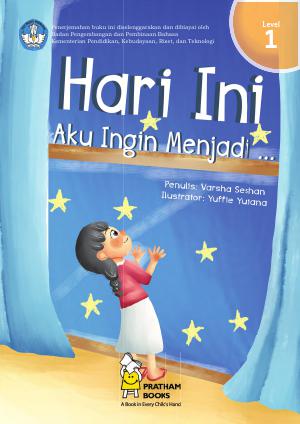 Penerjemahan buku ini diselenggarakan dan dibiayai oleh
Badan Pengembangan dan Pembinaan Bahasa
Kementerian Pendidikan, Kebudayaan, Riset, dan Teknologi
Level
1
Hari Ini
Aku Ingin Menjadi ...
Penulis: Varsha Seshan
Ilustrator: Yuffie Yuliana
PRATHAM
BOOKS
A Book in Every Child's Hand